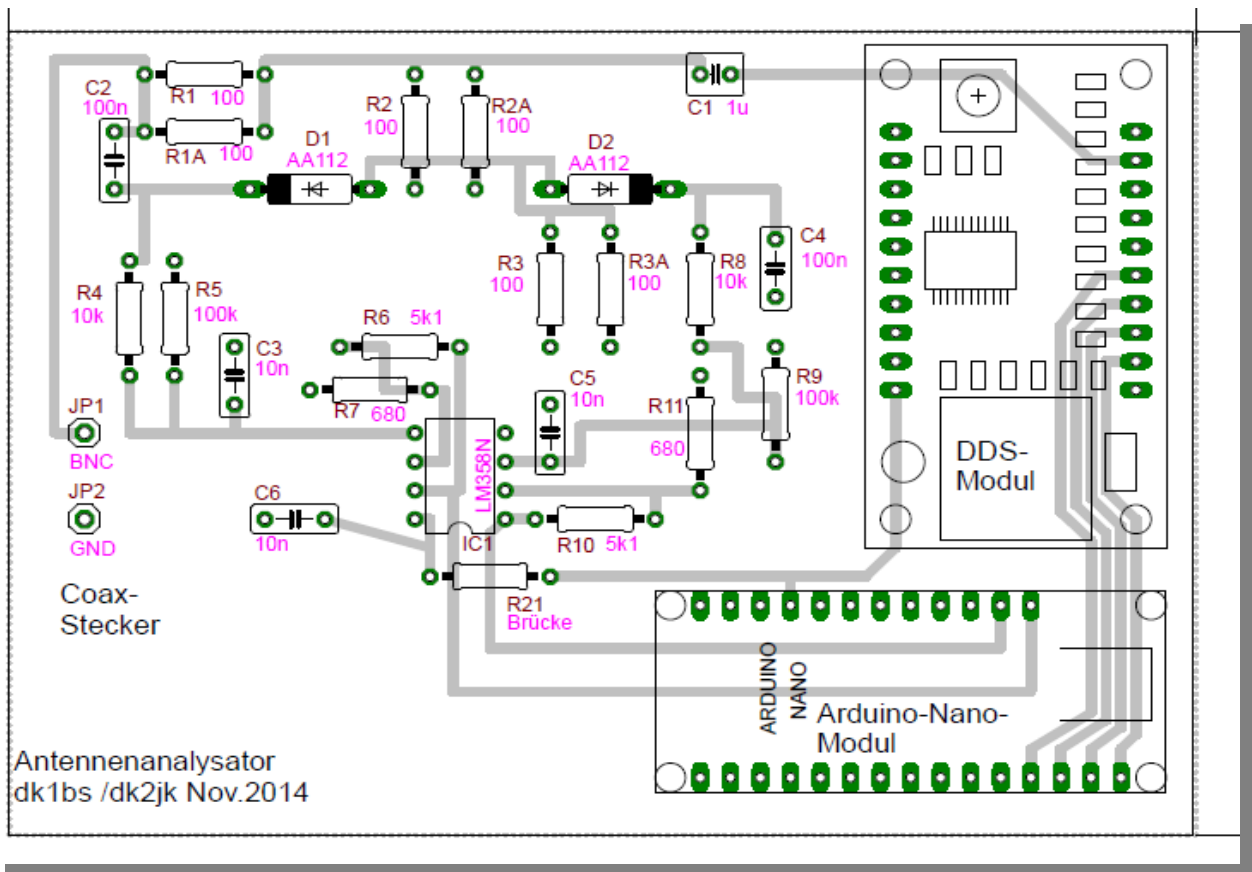 C2
100n
R1
100
R1A
100
R2
100
R2A
100
C1
1u
D1
AA112
D2
AA112
C4
100n
R3
100
R3A
100
R8
10k
R4
10k
R5
100k
R6
5k1
C3
10n
R7
680
C5
10n
R11
680
R9
100k
JP1
BNC
LM358N
DDS-
Modul
JP2
GND
C6
10n
IC1
R10
5k1
R21
Brücke
Coax-
Stecker
ARDUINO
NANO
Arduino-Nano-
Modul
Antennenanalysator
dk1bs /dk2jk Nov.2014